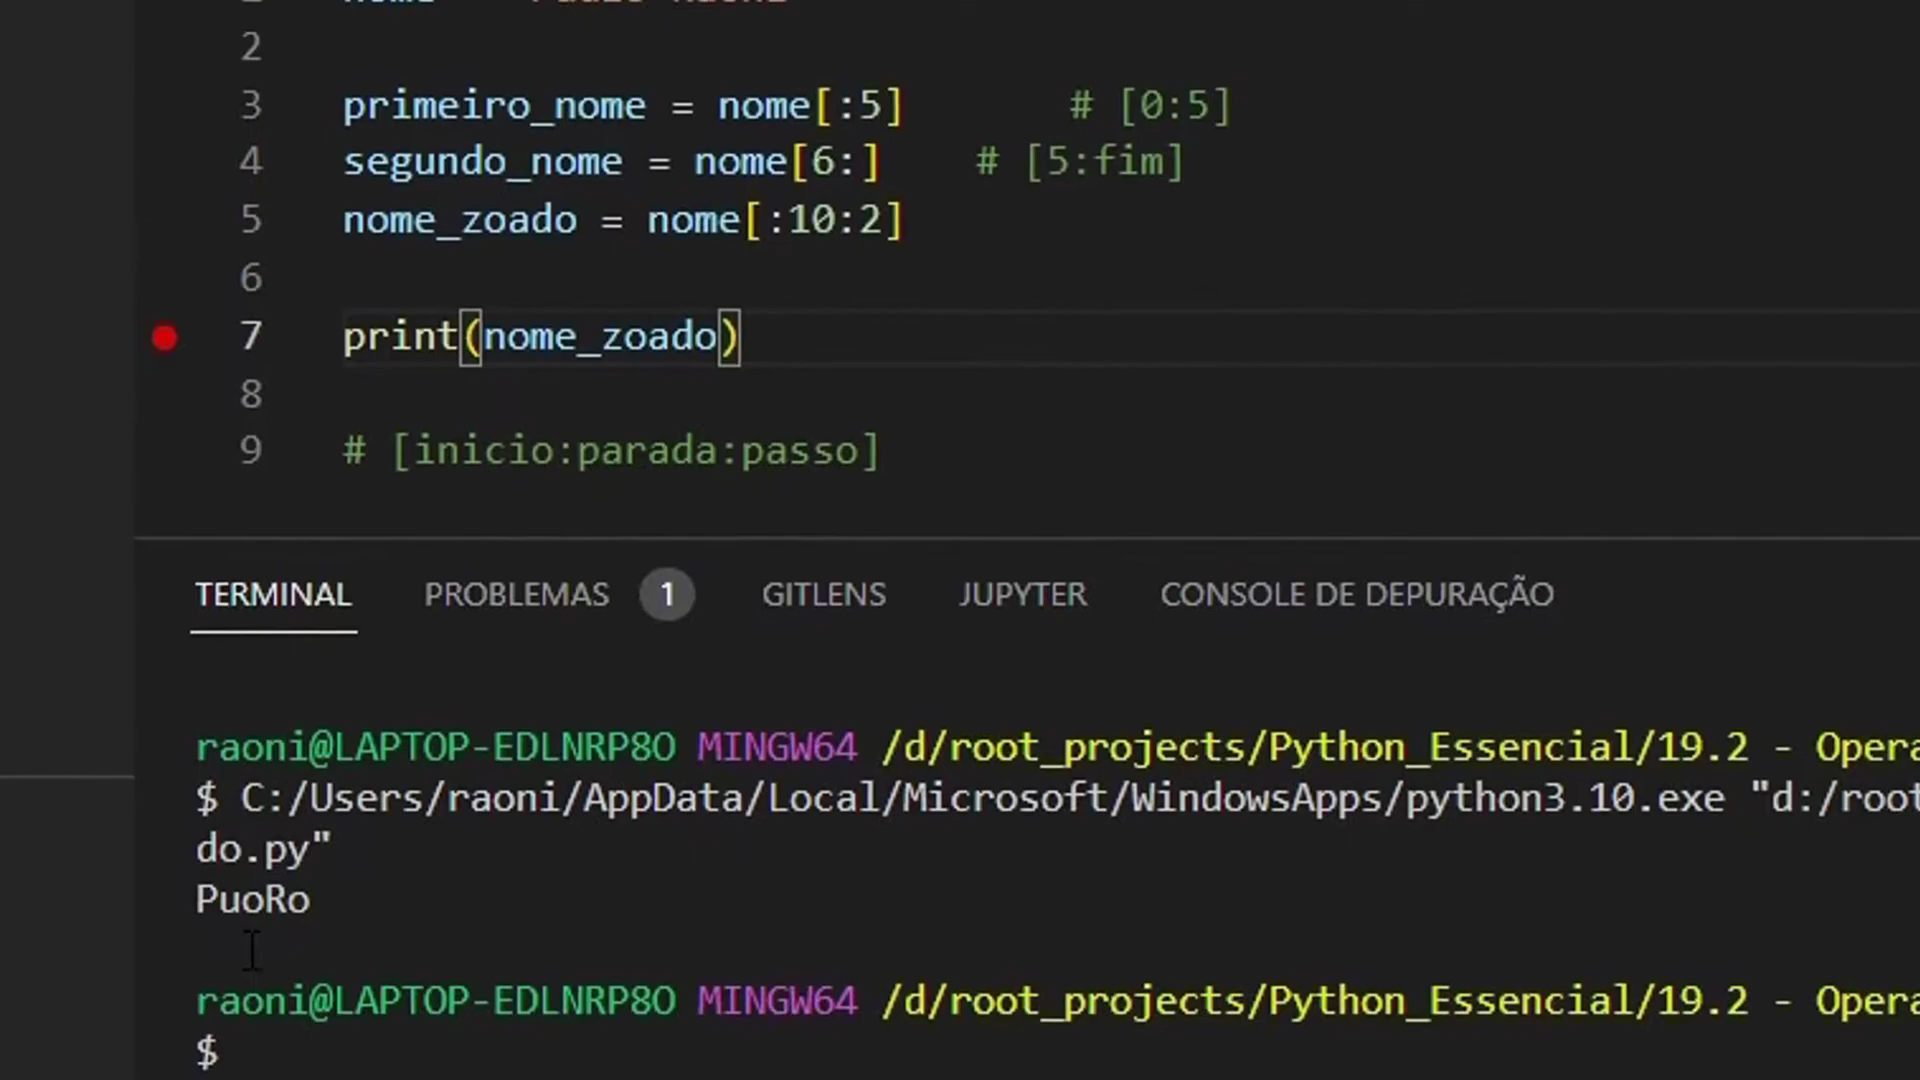 2
3 primeiro_nome = nome[:5] # [0:5]
4 segundo_nome = nome[6:] # [5:fim]
5 nome_zoado = nome[:10:2]
6
7 print(nome_zoado)
8
9 # [inicio:parada:passo]
TERMINAL PROBLEMAS 1 GITLENS JUPYTER CONSOLE DE DEPURAÇÃO
raoni@LAPTOP-EDLNRP8O MINGW64 /d/root_projects/Python_Essencial/19.2 - Opera
$ C:/Users/raoni/AppData/Local/Microsoft/WindowsApps/python3.10.exe "d:/root
do.py"
PuoRo
raoni@LAPTOP-EDLNRP8O MINGW64 /d/root_projects/Python_Essencial/19.2 - Opera
$